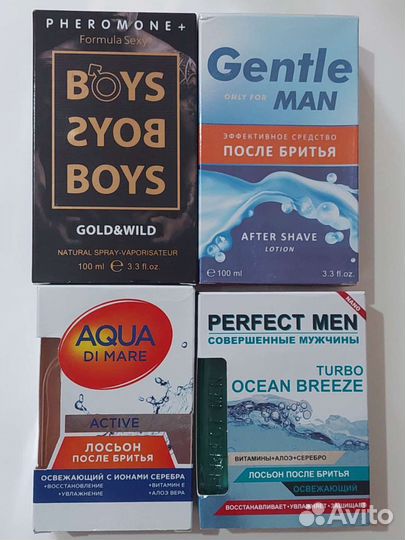 PHEROMONE+
Formula Sexy
BOYS
BOYS
BOYS
GOLD&WILD
NATURAL SPRAY-VAPORISATEUR
100 ml ℮ 3.3 fl.oz.
Gentle
ONLY FOR MAN
ЭФФЕКТИВНОЕ СРЕДСТВО
ПОСЛЕ БРИТЬЯ
AFTER SHAVE
LOTION
℮ 100 ml 3.3 fl.oz.
AQUA
DI MARE
ACTIVE
ЛОСЬОН
ПОСЛЕ БРИТЬЯ
ОСВЕЖАЮЩИЙ С ИОНАМИ СЕРЕБРА
+ВОССТАНОВЛЕНИЕ +ВИТАМИН Е
+УВЛАЖНЕНИЕ +АЛОЭ ВЕРА
NANO
PERFECT MEN
СОВЕРШЕННЫЕ МУЖЧИНЫ
TURBO
OCEAN BREEZE
ВИТАМИНЫ+АЛОЭ+СЕРЕБРО
ЛОСЬОН ПОСЛЕ БРИТЬЯ
ОСВЕЖАЮЩИЙ
ВОССТАНАВЛИВАЕТ•УВЛАЖНЯЕТ•ЗАЩИЩАЕТ
Avito